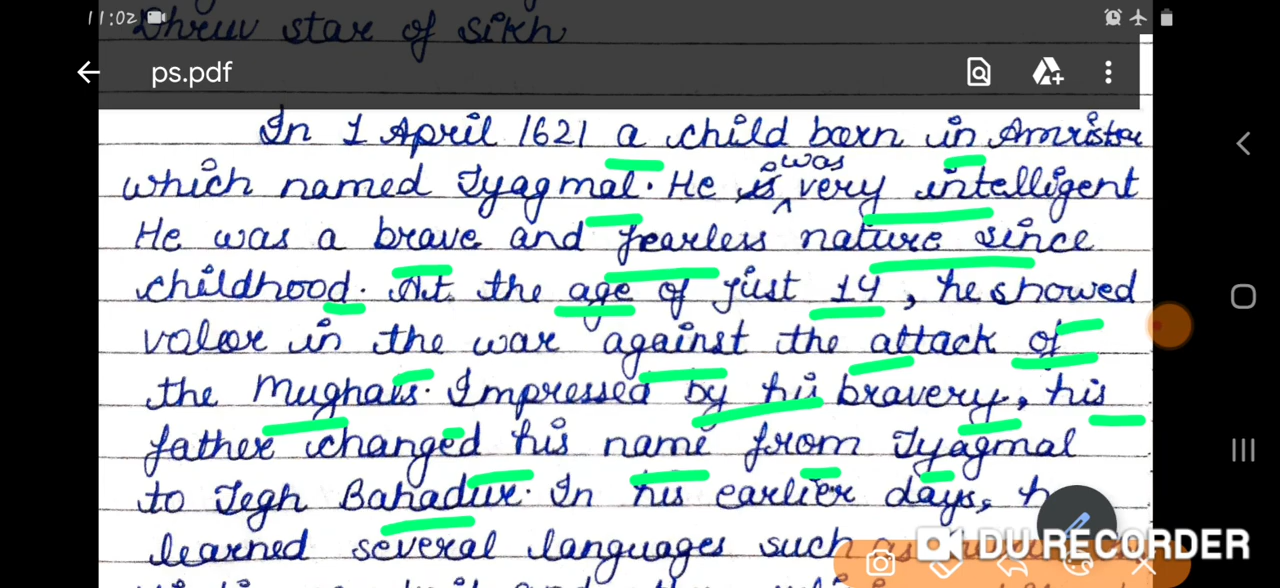 11:02
Dhruv star of sikh
ps.pdf
In 1 April 1621 a child born in Amristar
which named Tyagmal. He is was very intelligent
He was a brave and fearless nature since
childhood. At the age of just 14, he showed
valor in the war against the attack of
the Mughals. Impressed by his bravery, his
father changed his name from Tyagmal
to Tegh Bahadur. In his earlier days,
learned several languages such as
DU RECORDER